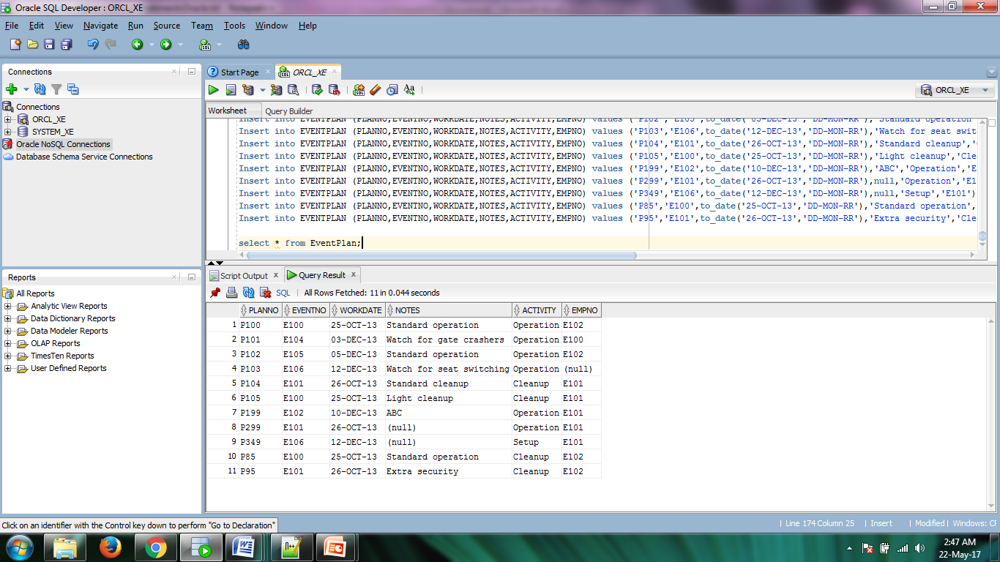 Oracle SQL Developer : ORCL_XE
File Edit View Navigate Run Source Team Tools Window Help
Connections
Connections
ORCL_XE
SYSTEM_XE
Oracle NoSQL Connections
Database Schema Service Connections
Reports
All Reports
Analytic View Reports
Data Dictionary Reports
Data Modeler Reports
OLAP Reports
TimesTen Reports
User Defined Reports
Start Page ORCL_XE
ORCL_XE
Worksheet Query Builder
Insert into EVENTPLAN (PLANNO,EVENTNO,WORKDATE,NOTES,ACTIVITY,EMPNO) values ('P102','E105',to_date('05-DEC-13','DD-MON-RR'),'Standard operation
Insert into EVENTPLAN (PLANNO,EVENTNO,WORKDATE,NOTES,ACTIVITY,EMPNO) values ('P103','E106',to_date('12-DEC-13','DD-MON-RR'),'Watch for seat swit
Insert into EVENTPLAN (PLANNO,EVENTNO,WORKDATE,NOTES,ACTIVITY,EMPNO) values ('P104','E101',to_date('26-OCT-13','DD-MON-RR'),'Standard cleanup','
Insert into EVENTPLAN (PLANNO,EVENTNO,WORKDATE,NOTES,ACTIVITY,EMPNO) values ('P105','E100',to_date('25-OCT-13','DD-MON-RR'),'Light cleanup','Cle
Insert into EVENTPLAN (PLANNO,EVENTNO,WORKDATE,NOTES,ACTIVITY,EMPNO) values ('P199','E102',to_date('10-DEC-13','DD-MON-RR'),'ABC','Operation','E
Insert into EVENTPLAN (PLANNO,EVENTNO,WORKDATE,NOTES,ACTIVITY,EMPNO) values ('P299','E101',to_date('26-OCT-13','DD-MON-RR'),null,'Operation','E1
Insert into EVENTPLAN (PLANNO,EVENTNO,WORKDATE,NOTES,ACTIVITY,EMPNO) values ('P349','E106',to_date('12-DEC-13','DD-MON-RR'),null,'Setup','E101')
Insert into EVENTPLAN (PLANNO,EVENTNO,WORKDATE,NOTES,ACTIVITY,EMPNO) values ('P85','E100',to_date('25-OCT-13','DD-MON-RR'),'Standard operation',
Insert into EVENTPLAN (PLANNO,EVENTNO,WORKDATE,NOTES,ACTIVITY,EMPNO) values ('P95','E101',to_date('26-OCT-13','DD-MON-RR'),'Extra security','Cle
select * from EventPlan;
Script Output x Query Result x
SQL | All Rows Fetched: 11 in 0.044 seconds
PLANNO EVENTNO WORKDATE NOTES ACTIVITY EMPNO
1 P100 E100 25-OCT-13 Standard operation Operation E102
2 P101 E104 03-DEC-13 Watch for gate crashers Operation E100
3 P102 E105 05-DEC-13 Standard operation Operation E102
4 P103 E106 12-DEC-13 Watch for seat switching Operation (null)
5 P104 E101 26-OCT-13 Standard cleanup Cleanup E101
6 P105 E100 25-OCT-13 Light cleanup Cleanup E101
7 P199 E102 10-DEC-13 ABC Operation E101
8 P299 E101 26-OCT-13 (null) Operation E101
9 P349 E106 12-DEC-13 (null) Setup E101
10 P85 E100 25-OCT-13 Standard operation Cleanup E102
11 P95 E101 26-OCT-13 Extra security Cleanup E102
Click on an identifier with the Control key down to perform "Go to Declaration"
| Line 174 Column 25 | Insert | Modified | Windows: CR
2:47 AM
22-May-17